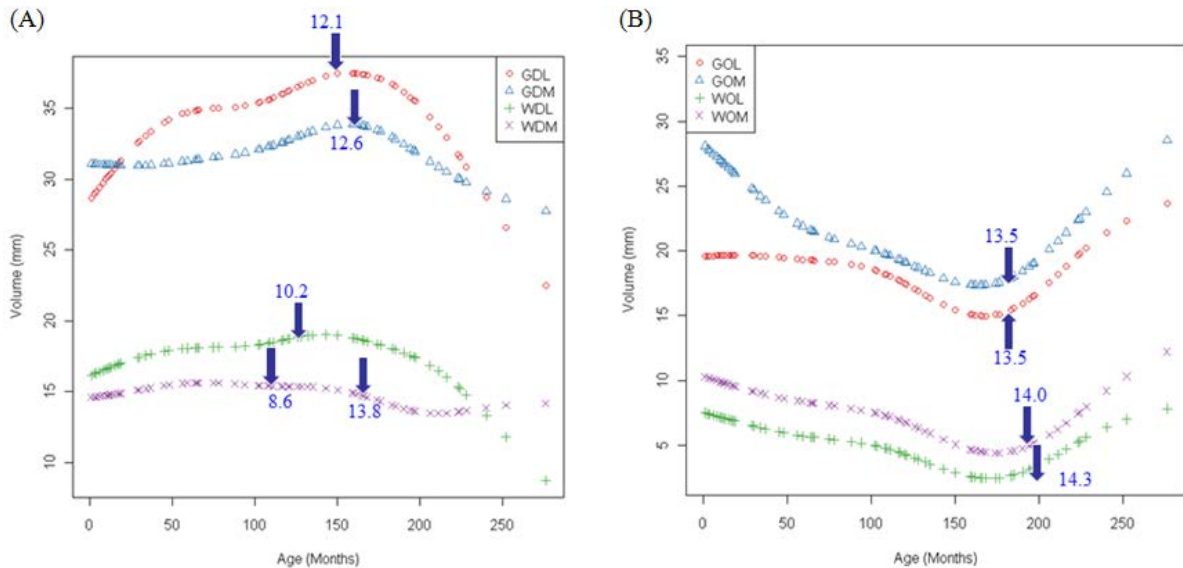 (A)
12.1
GDL
GDM
WDL
WDM
12.6
10.2
8.6
13.8
Volume (mm)
10 15 20 25 30 35
0 50 100 150 200 250
Age (Months)
(B)
GOL
GOM
WOL
WOM
13.5
13.5
14.0
14.3
Volume (mm)
5 10 15 20 25 30 35
0 50 100 150 200 250
Age (Months)